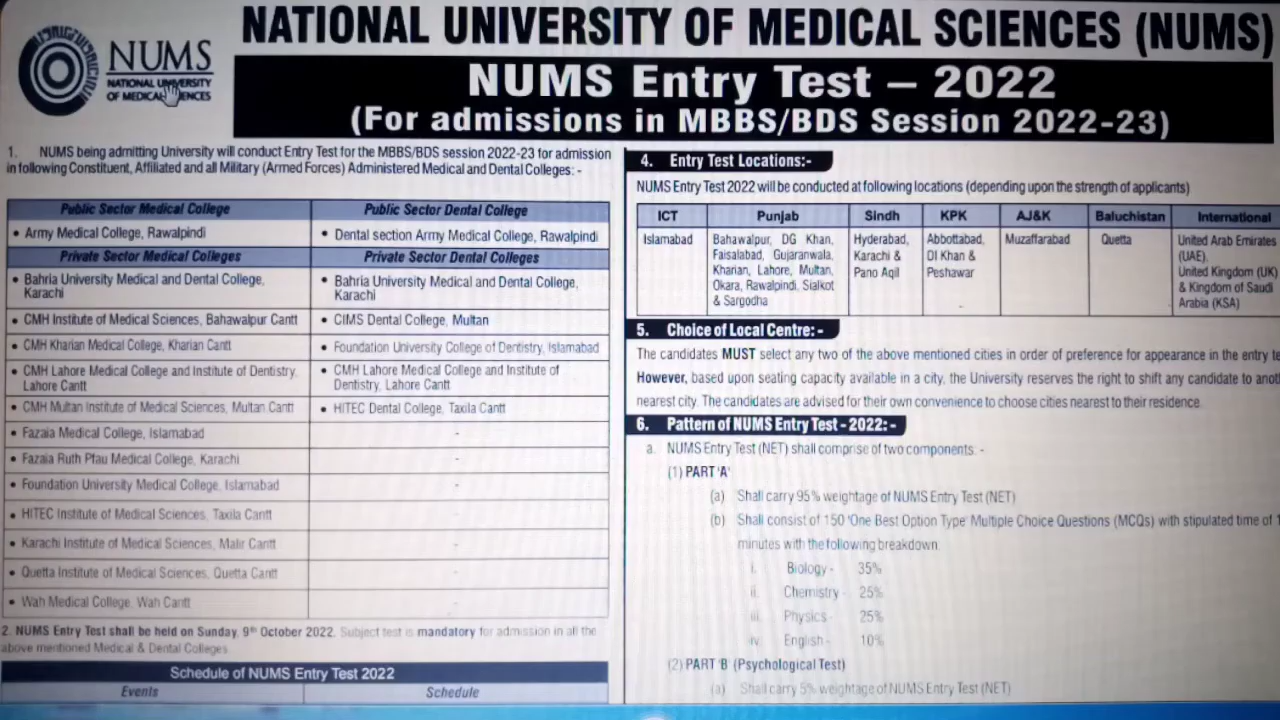 NATIONAL UNIVERSITY OF MEDICAL SCIENCES (NUMS)
NUMS
NATIONAL UNIVERSITY
OF MEDICAL
NUMS Entry Test – 2022
(For admissions in MBBS/BDS Session 2022-23)
1. NUMS being admitting University will conduct Entry Test for the MBBS/BDS session 2022-23 for admission
in following Constituent, Affiliated and all Military (Armed Forces) Administered Medical and Dental Colleges: -
Public Sector Medical College
Public Sector Dental College
• Army Medical College, Rawalpindi
• Dental section Army Medical College, Rawalpindi
Private Sector Medical Colleges
Private Sector Dental Colleges
• Bahria University Medical and Dental College,
Karachi
• Bahria University Medical and Dental College,
Karachi
• CMH Institute of Medical Sciences, Bahawalpur Cantt
• CIMS Dental College, Multan
• CMH Kharian Medical College, Kharian Cantt
• Foundation University College of Dentistry, Islamabad
• CMH Lahore Medical College and Institute of Dentistry,
Lahore Cantt
• CMH Lahore Medical College and Institute of
Dentistry, Lahore Cantt
• CMH Multan Institute of Medical Sciences, Multan Cantt
• HITEC Dental College, Taxila Cantt
• Fazaia Medical College, Islamabad
-
• Fazaia Ruth Pfau Medical College, Karachi
-
• Foundation University Medical College, Islamabad
-
• HITEC Institute of Medical Sciences, Taxila Cantt
-
• Karachi Institute of Medical Sciences, Malir Cantt
-
• Quetta Institute of Medical Sciences, Quetta Cantt
-
• Wah Medical College, Wah Cantt
-
2. NUMS Entry Test shall be held on Sunday, 9th October 2022. Subject test is mandatory for admission in all the
above mentioned Medical & Dental Colleges
Schedule of NUMS Entry Test 2022
Events
Schedule
4. Entry Test Locations:-
NUMS Entry Test 2022 will be conducted at following locations (depending upon the strength of applicants)
ICT
Punjab
Sindh
KPK
AJ&K
Baluchistan
International
Islamabad
Bahawalpur, DG Khan,
Faisalabad, Gujaranwala,
Kharian, Lahore, Multan,
Okara, Rawalpindi, Sialkot
& Sargodha
Hyderabad,
Karachi &
Pano Aqil
Abbottabad,
DI Khan &
Peshawar
Muzaffarabad
Quetta
United Arab Emirates
(UAE),
United Kingdom (UK)
& Kingdom of Saudi
Arabia (KSA)
5. Choice of Local Centre: -
The candidates MUST select any two of the above mentioned cities in order of preference for appearance in the entry
However, based upon seating capacity available in a city, the University reserves the right to shift any candidate to
nearest city. The candidates are advised for their own convenience to choose cities nearest to their residence.
6. Pattern of NUMS Entry Test - 2022: -
a. NUMS Entry Test (NET) shall comprise of two components: -
(1) PART 'A'
(a) Shall carry 95% weightage of NUMS Entry Test (NET)
(b) Shall consist of 150 'One Best Option Type' Multiple Choice Questions (MCQs) with stipulated time of
minutes with the following breakdown:
i. Biology - 35%
ii. Chemistry - 25%
iii. Physics - 25%
iv. English - 10%
(2) PART 'B' (Psychological Test)
(a) Shall carry 5% weightage of NUMS Entry Test (NET)